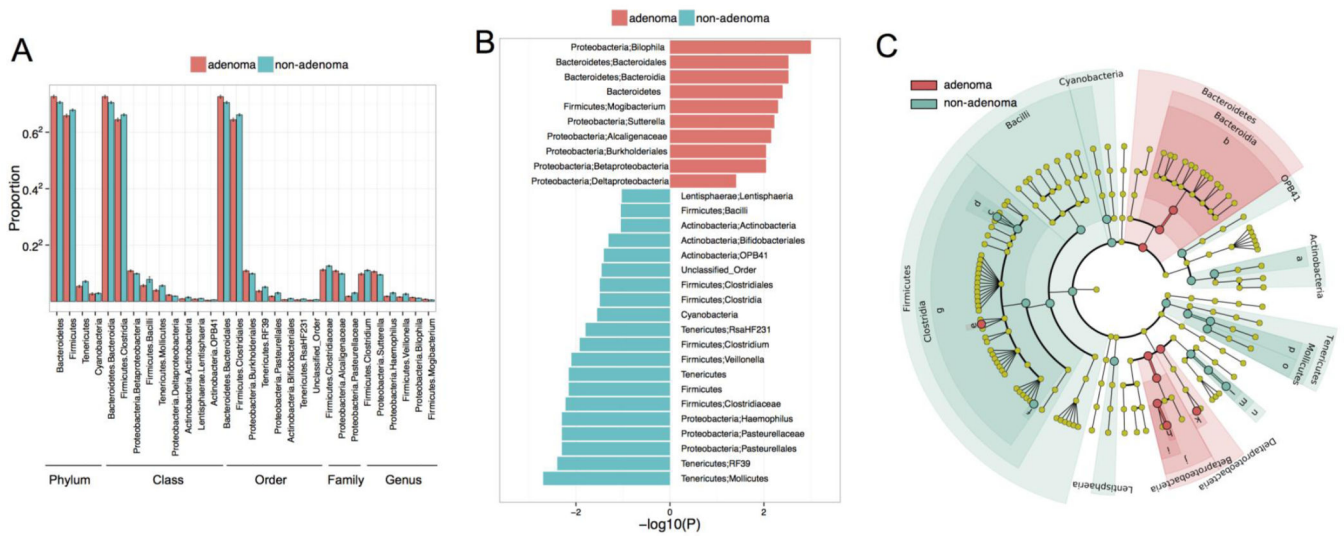 A
adenoma non-adenoma
Proportion
0.6²
0.4²
0.2²
Bacteroidetes
Firmicutes
Tenericutes
Cyanobacteria
Bacteroidetes.Bacteroidia
Firmicutes.Clostridia
Proteobacteria.Betaproteobacteria
Firmicutes.Bacilli
Tenericutes.Mollicutes
Proteobacteria.Deltaproteobacteria
Actinobacteria.Actinobacteria
Lentisphaerae.Lentisphaeria
Actinobacteria.OPB41
Bacteroidetes.Bacteroidales
Firmicutes.Clostridiales
Proteobacteria.Burkholderiales
Tenericutes.RF39
Proteobacteria.Pasteurellales
Actinobacteria.Bifidobacteriales
Tenericutes.RsaHF231
Unclassified_Order
Firmicutes.Clostridiaceae
Proteobacteria.Alcaligenaceae
Proteobacteria.Pasteurellaceae
Firmicutes.Clostridium
Proteobacteria.Sutterella
Proteobacteria.Haemophilus
Firmicutes.Veillonella
Proteobacteria.Bilophila
Firmicutes.Mogibacterium
Phylum Class Order Family Genus
B
adenoma non-adenoma
Proteobacteria;Bilophila
Bacteroidetes;Bacteroidales
Bacteroidetes;Bacteroidia
Bacteroidetes
Firmicutes;Mogibacterium
Proteobacteria;Sutterella
Proteobacteria;Alcaligenaceae
Proteobacteria;Burkholderiales
Proteobacteria;Betaproteobacteria
Proteobacteria;Deltaproteobacteria
Lentisphaerae;Lentisphaeria
Firmicutes;Bacilli
Actinobacteria;Actinobacteria
Actinobacteria;Bifidobacteriales
Actinobacteria;OPB41
Unclassified_Order
Firmicutes;Clostridiales
Firmicutes;Clostridia
Cyanobacteria
Tenericutes;RsaHF231
Firmicutes;Clostridium
Firmicutes;Veillonella
Tenericutes
Firmicutes
Firmicutes;Clostridiaceae
Proteobacteria;Haemophilus
Proteobacteria;Pasteurellaceae
Proteobacteria;Pasteurellales
Tenericutes;RF39
Tenericutes;Mollicutes
-2 0 2
−log10(P)
C
adenoma
non-adenoma
Cyanobacteria
Bacilli
Bacteroidetes
Bacteroidia
b
OPB41
Actinobacteria
a
Tenericutes
Mollicutes
p
o
n
m
Deltaproteobacteria
Betaproteobacteria
k
j
i
Lentisphaeria
Firmicutes
Clostridia
g